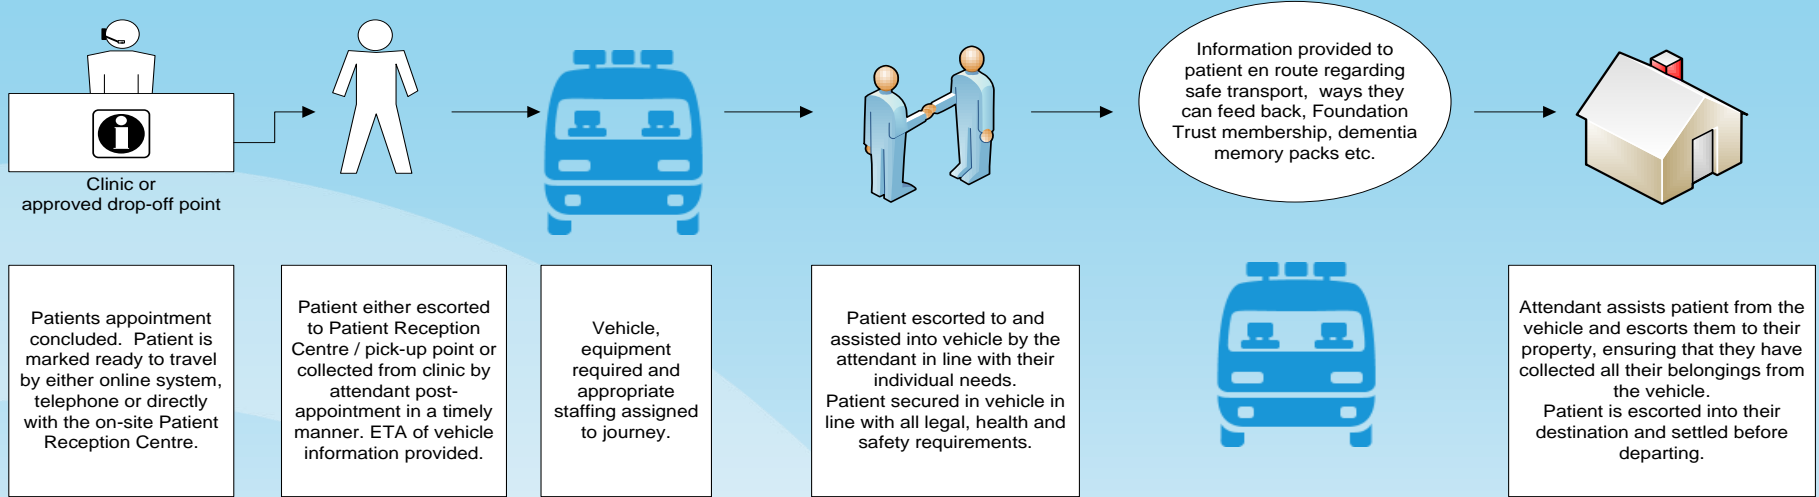 Clinic or
approved drop-off point
Information provided to
patient en route regarding
safe transport,  ways they
can feed back, Foundation
Trust membership, dementia
memory packs etc.
Patients appointment
concluded.  Patient is
marked ready to travel
by either online system,
telephone or directly
with the on-site Patient
Reception Centre.
Patient either escorted
to Patient Reception
Centre / pick-up point or
collected from clinic by
attendant post-
appointment in a timely
manner. ETA of vehicle
information provided.
Vehicle,
equipment
required and
appropriate
staffing assigned
to journey.
Patient escorted to and
assisted into vehicle by the
attendant in line with their
individual needs.
Patient secured in vehicle in
line with all legal, health and
safety requirements.
Attendant assists patient from the
vehicle and escorts them to their
property, ensuring that they have
collected all their belongings from
the vehicle.
Patient is escorted into their
destination and settled before
departing.